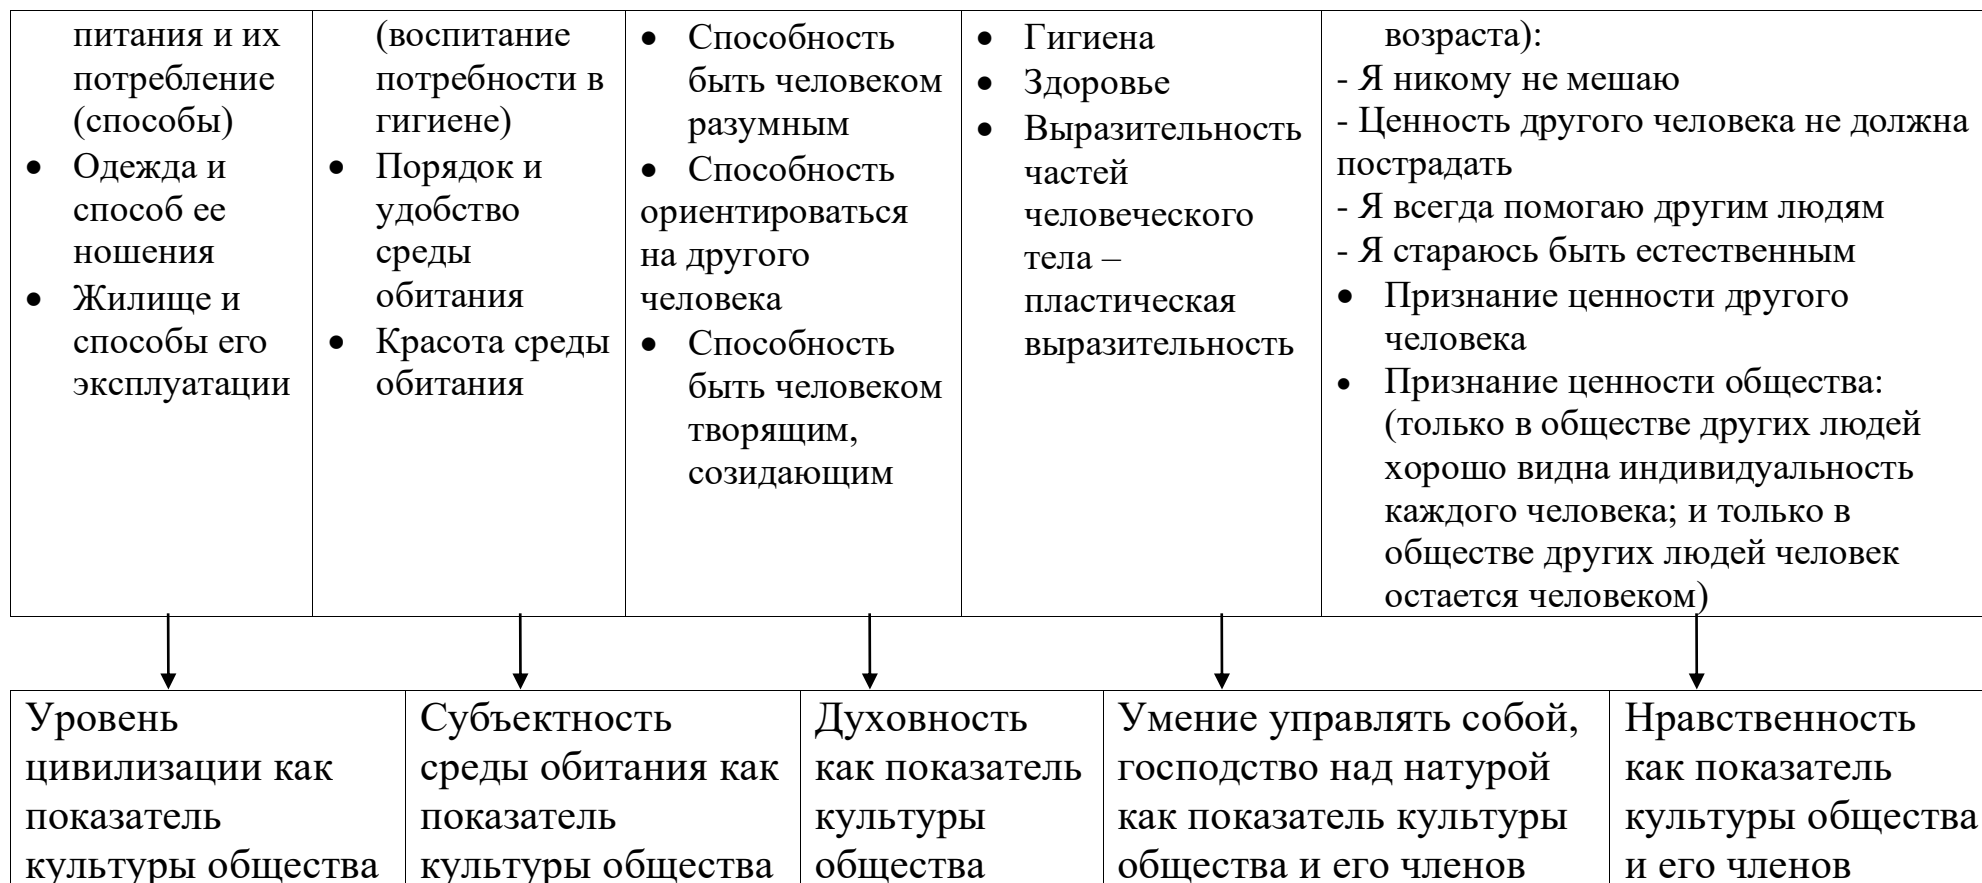 питания и их
потребление
(способы)
• Одежда и
способ ее
ношения
• Жилище и
способы его
эксплуатации
(воспитание
потребности в
гигиене)
• Порядок и
удобство
среды
обитания
• Красота среды
обитания
• Способность
быть человеком
разумным
• Способность
ориентироваться
на другого
человека
• Способность
быть человеком
творящим,
созидающим
• Гигиена
• Здоровье
• Выразительность
частей
человеческого
тела –
пластическая
выразительность
возраста):
- Я никому не мешаю
- Ценность другого человека не должна
пострадать
- Я всегда помогаю другим людям
- Я стараюсь быть естественным
• Признание ценности другого
человека
• Признание ценности общества:
(только в обществе других людей
хорошо видна индивидуальность
каждого человека; и только в
обществе других людей человек
остается человеком)
Уровень
цивилизации как
показатель
культуры общества
Субъектность
среды обитания как
показатель
культуры общества
Духовность
как показатель
культуры
общества
Умение управлять собой,
господство над натурой
как показатель культуры
общества и его членов
Нравственность
как показатель
культуры общества
и его членов